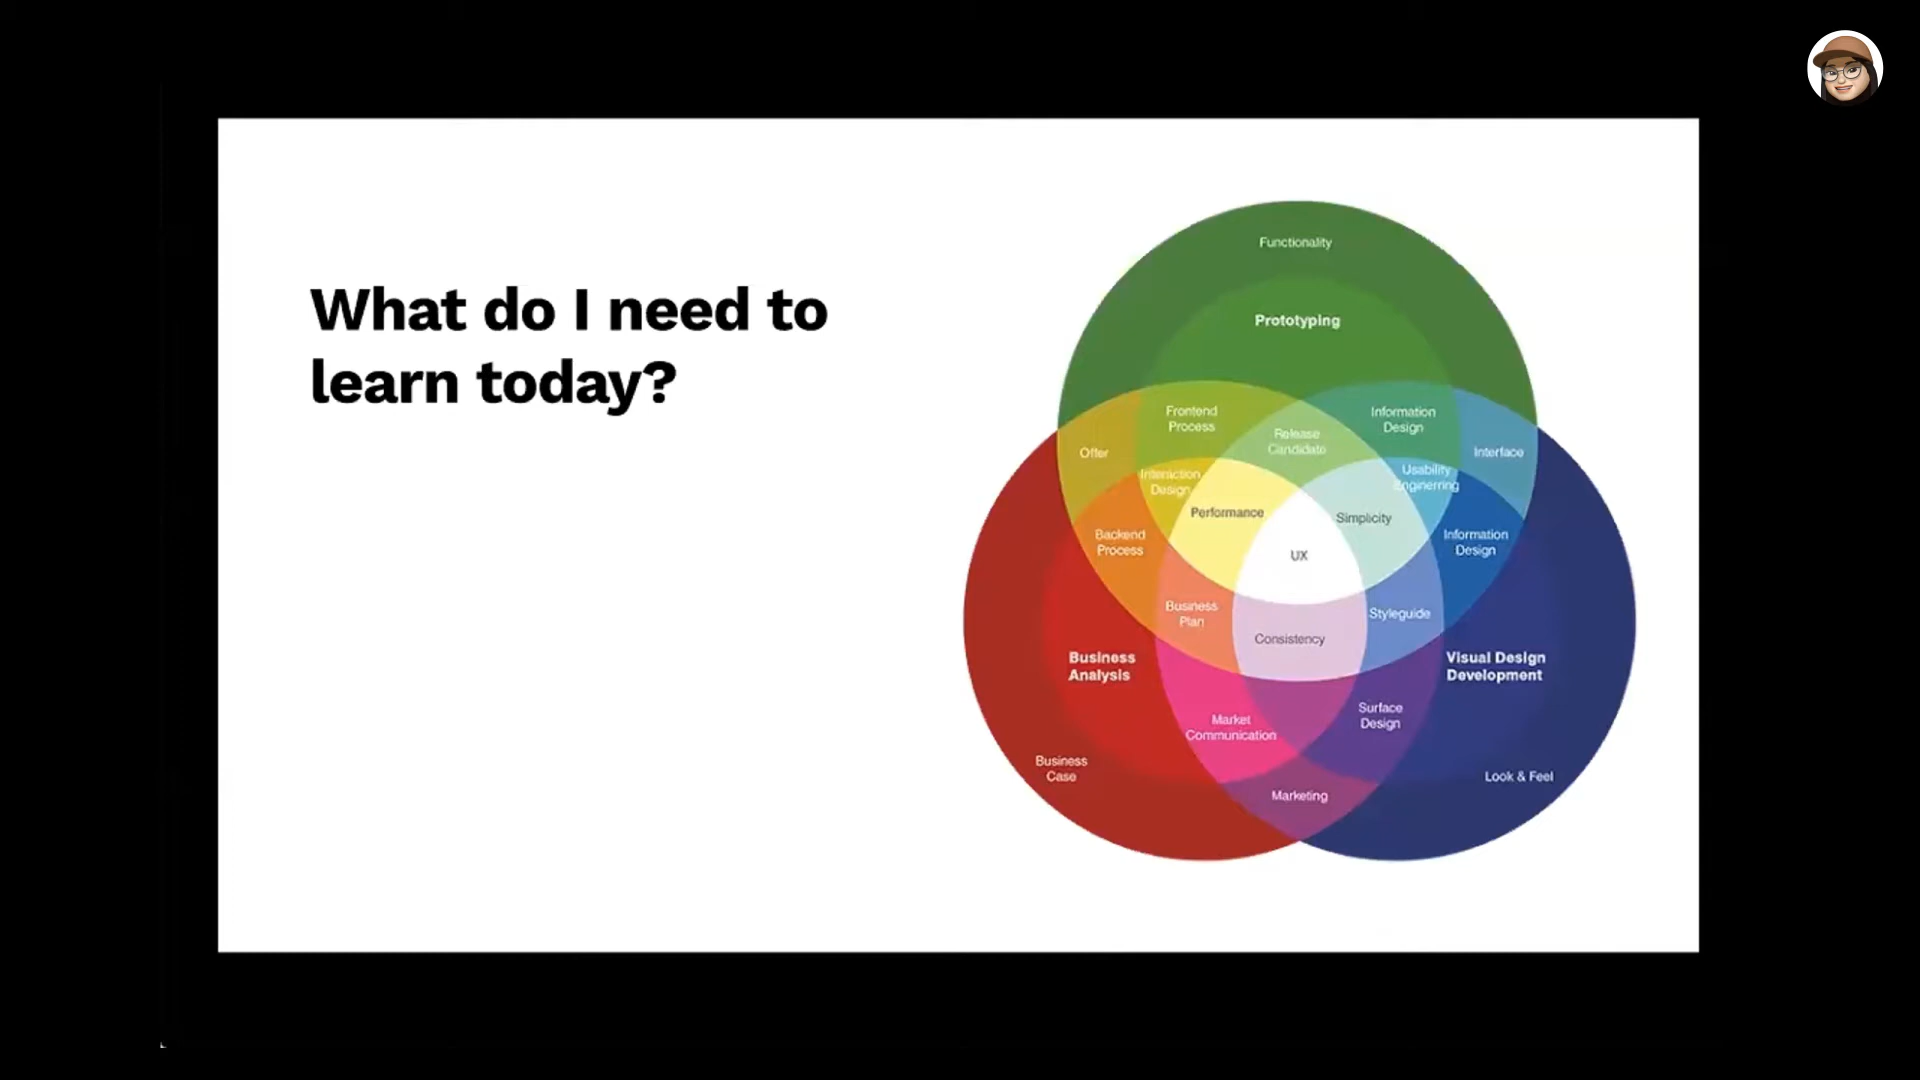 What do I need to
learn today?
Functionality
Prototyping
Frontend
Process
Release
Candidate
Information
Design
Offer
Interface
Interaction
Design
Usability
Enginerring
Performance
Simplicity
Backend
Process
UX
Information
Design
Business
Plan
Styleguide
Consistency
Business
Analysis
Visual Design
Development
Market
Communication
Surface
Design
Business
Case
Look & Feel
Marketing